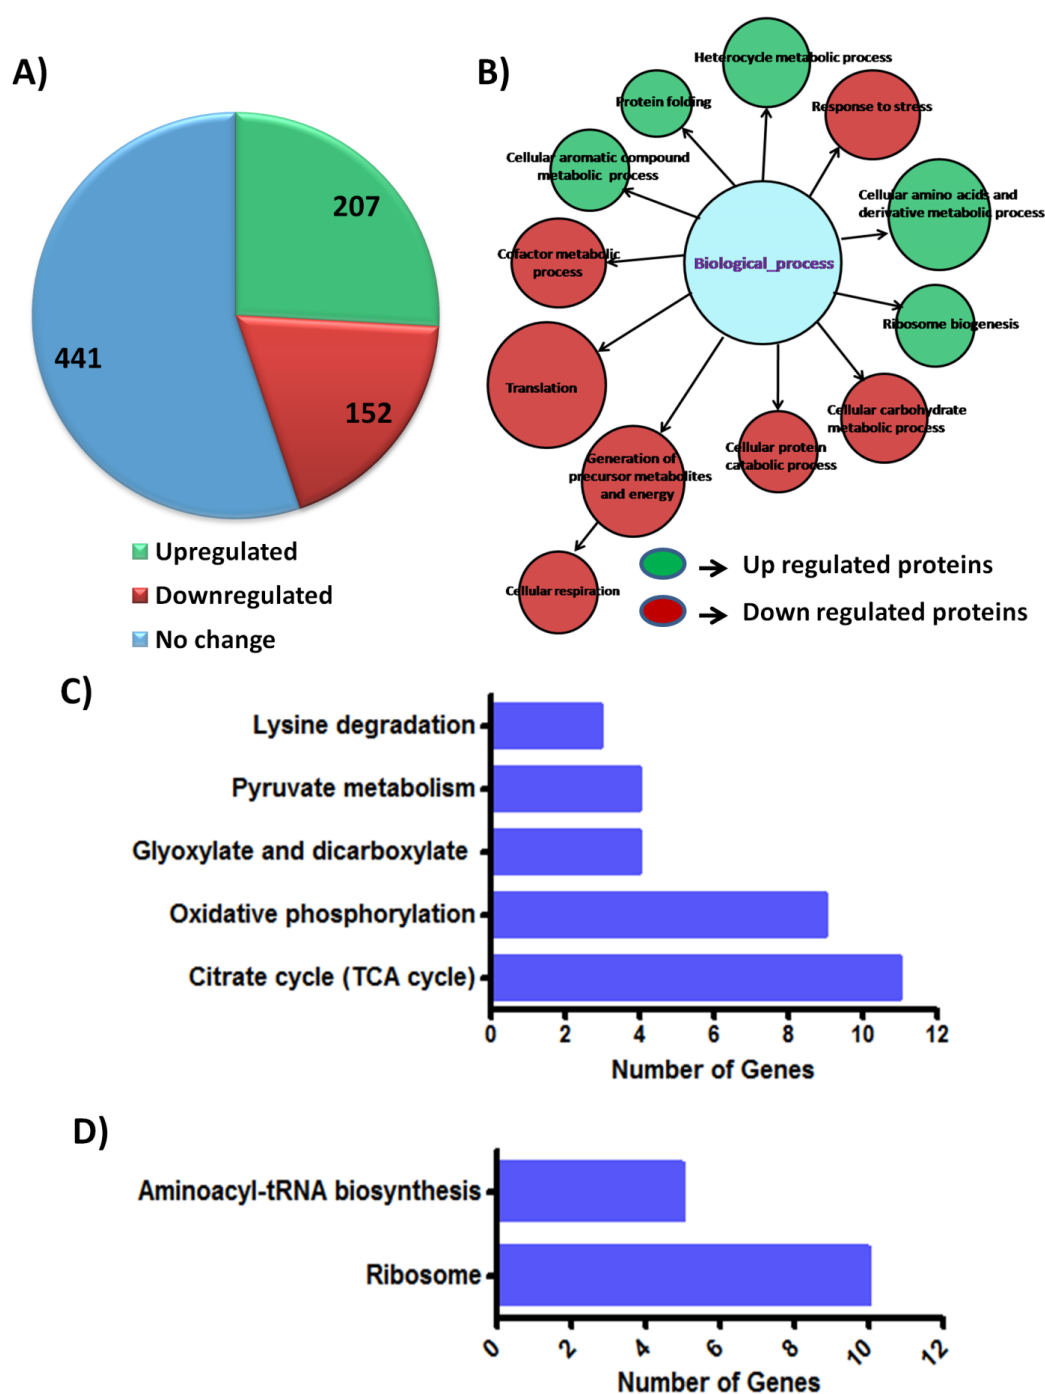 A)
207
441
152
Upregulated
Downregulated
No change
B)
Heterocycle metabolic process
Protein folding
Response to stress
Cellular aromatic compound
metabolic process
Cellular amino acids and
derivative metabolic process
Cofactor metabolic
process
Biological_process
Ribosome biogenesis
Translation
Cellular carbohydrate
metabolic process
Generation of
precursor metabolites
and energy
Cellular protein
catabolic process
Cellular respiration
Up regulated proteins
Down regulated proteins
C)
Lysine degradation
Pyruvate metabolism
Glyoxylate and dicarboxylate
Oxidative phosphorylation
Citrate cycle (TCA cycle)
0 2 4 6 8 10 12
Number of Genes
D)
Aminoacyl-tRNA biosynthesis
Ribosome
0 2 4 6 8 10 12
Number of Genes